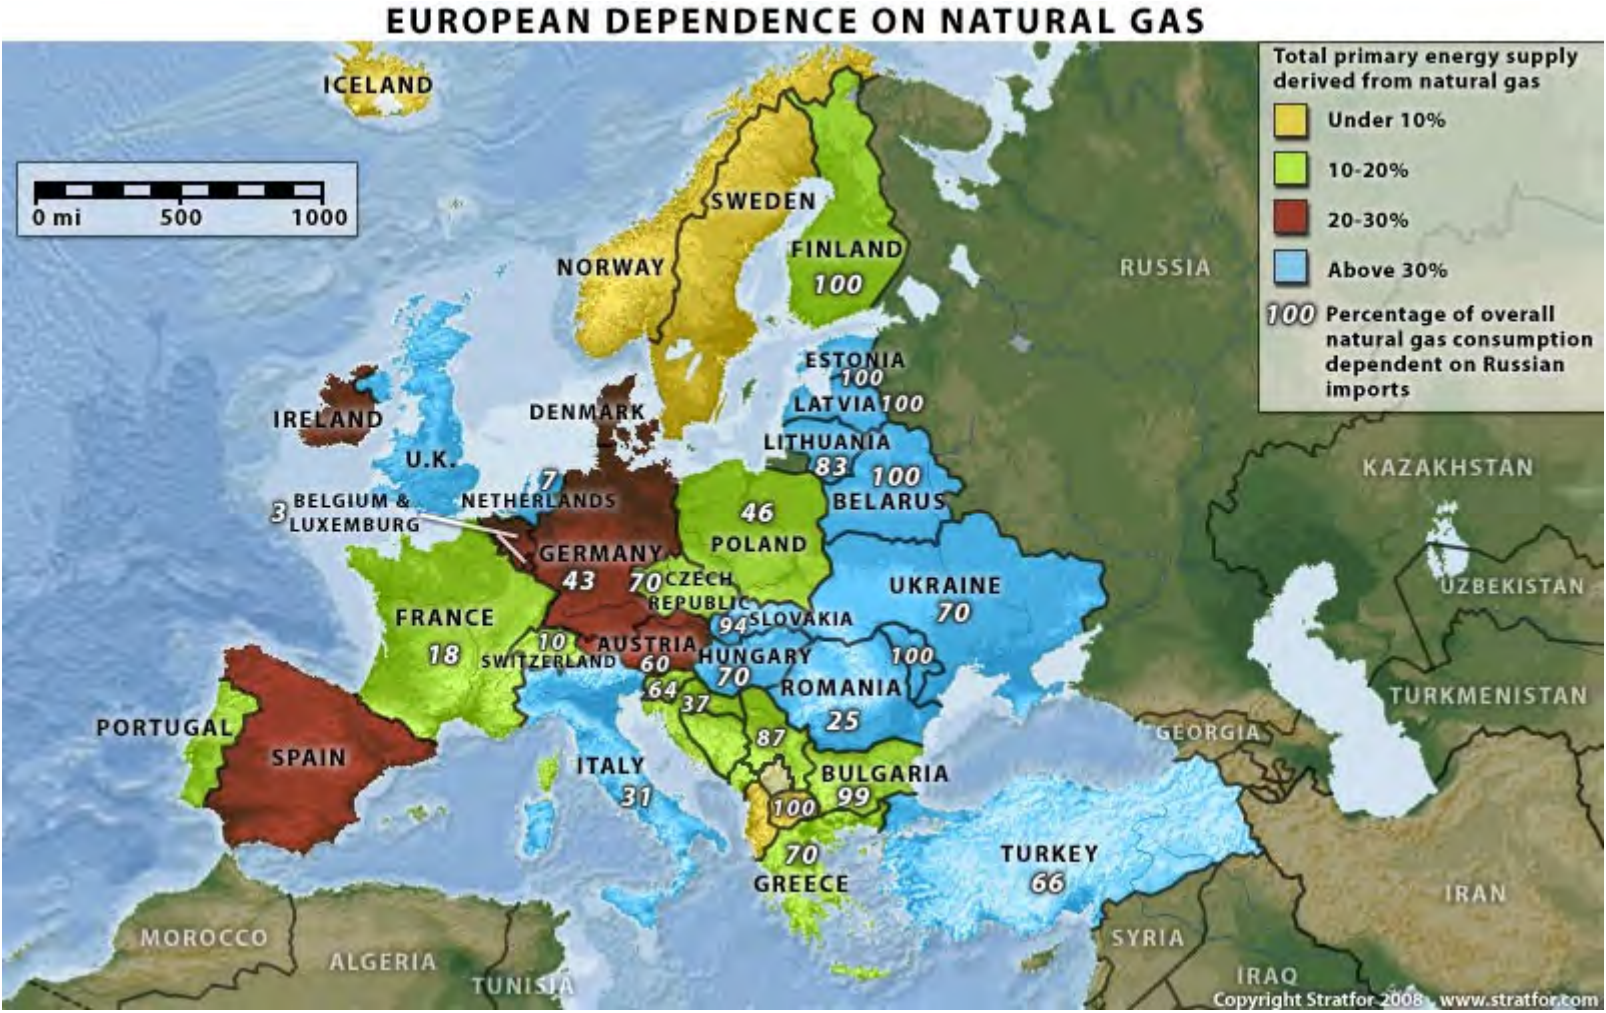 EUROPEAN DEPENDENCE ON NATURAL GAS
Total primary energy supply
derived from natural gas
Under 10%
10-20%
20-30%
Above 30%
100 Percentage of overall
natural gas consumption
dependent on Russian
imports
0 mi 500 1000
ICELAND
SWEDEN
FINLAND
100
NORWAY
RUSSIA
ESTONIA
100
LATVIA 100
LITHUANIA
83
100
BELARUS
DENMARK
IRELAND
U.K.
7
NETHERLANDS
3 BELGIUM &
LUXEMBURG
46
POLAND
GERMANY
43
70 CZECH
REPUBLIC
UKRAINE
70
94 SLOVAKIA
FRANCE
18
10
SWITZERLAND
AUSTRIA
60
HUNGARY
70
100
ROMANIA
25
64
37
87
PORTUGAL
SPAIN
ITALY
31
BULGARIA
99
100
70
GREECE
TURKEY
66
KAZAKHSTAN
UZBEKISTAN
TURKMENISTAN
GEORGIA
IRAN
SYRIA
IRAQ
MOROCCO
ALGERIA
TUNISIA
Copyright Stratfor 2008 . www.stratfor.com